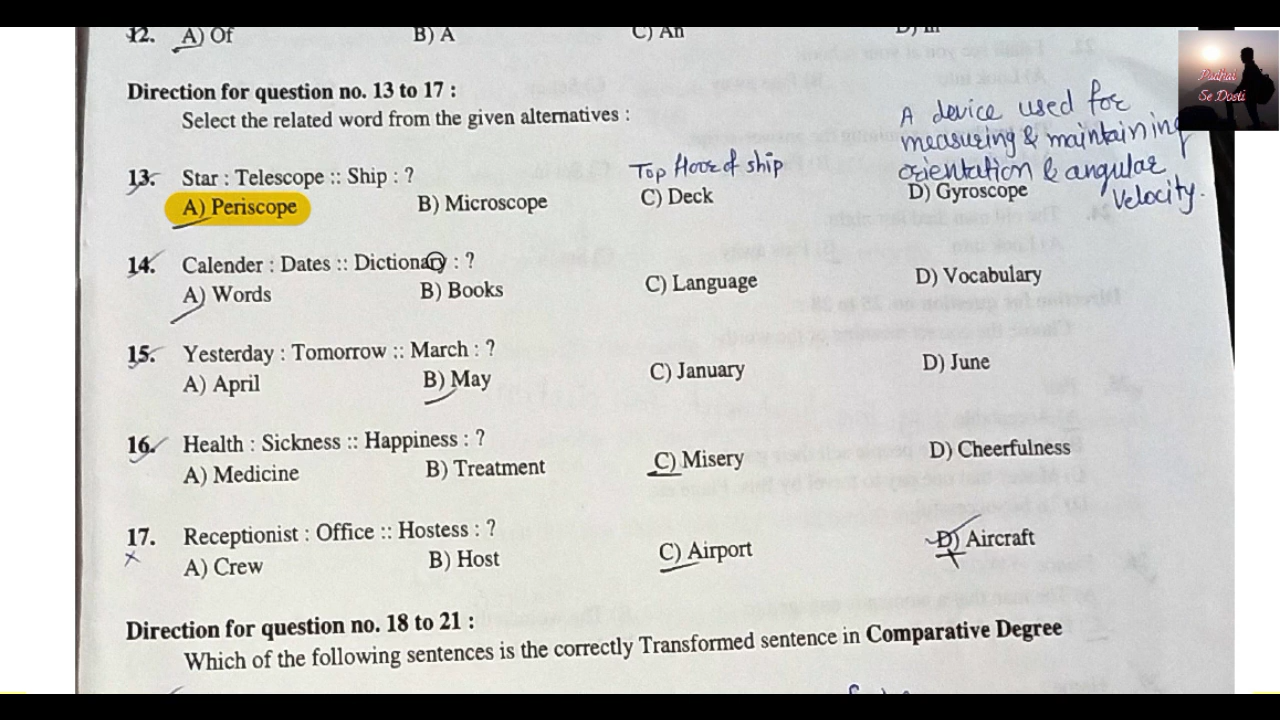 12. A) Of B) A C) An D) In
Direction for question no. 13 to 17 :
Select the related word from the given alternatives :
A device used for
measuring & maintaining
orientation & angular
velocity.
Padhai
Se Dosti
13. Star : Telescope :: Ship : ?
Top floor of ship
A) Periscope B) Microscope C) Deck D) Gyroscope
14. Calender : Dates :: Dictionary : ?
A) Words B) Books C) Language D) Vocabulary
15. Yesterday : Tomorrow :: March : ?
A) April B) May C) January D) June
16. Health : Sickness :: Happiness : ?
A) Medicine B) Treatment C) Misery D) Cheerfulness
17. Receptionist : Office :: Hostess : ?
A) Crew B) Host C) Airport D) Aircraft
Direction for question no. 18 to 21 :
Which of the following sentences is the correctly Transformed sentence in Comparative Degree